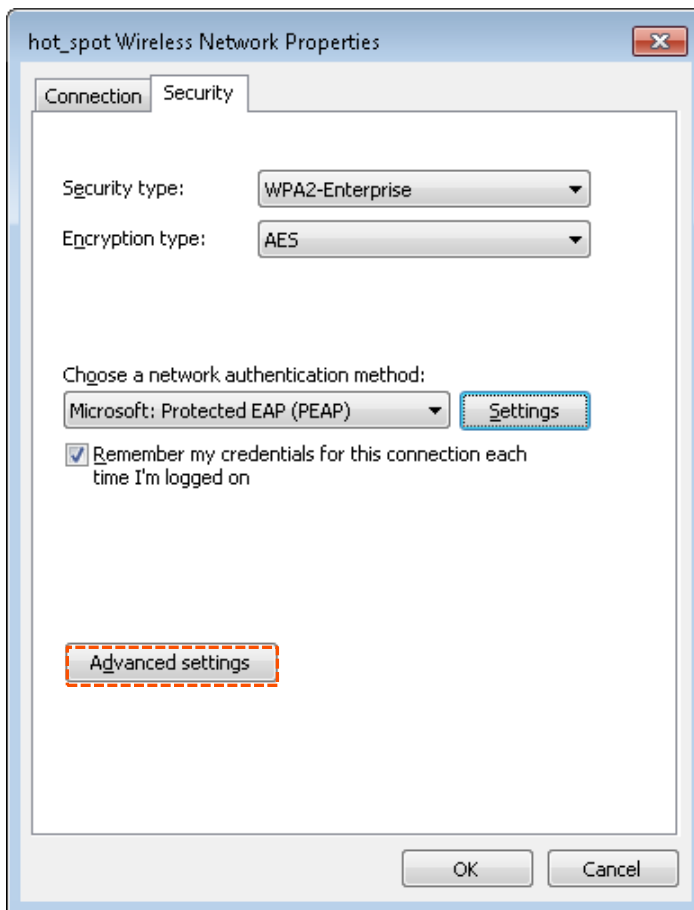 hot_spot Wireless Network Properties
Connection
Security
Security type:
WPA2-Enterprise
Encryption type:
AES
Choose a network authentication method:
Microsoft: Protected EAP (PEAP)
Settings
Remember my credentials for this connection each
time I'm logged on
Advanced settings
OK
Cancel